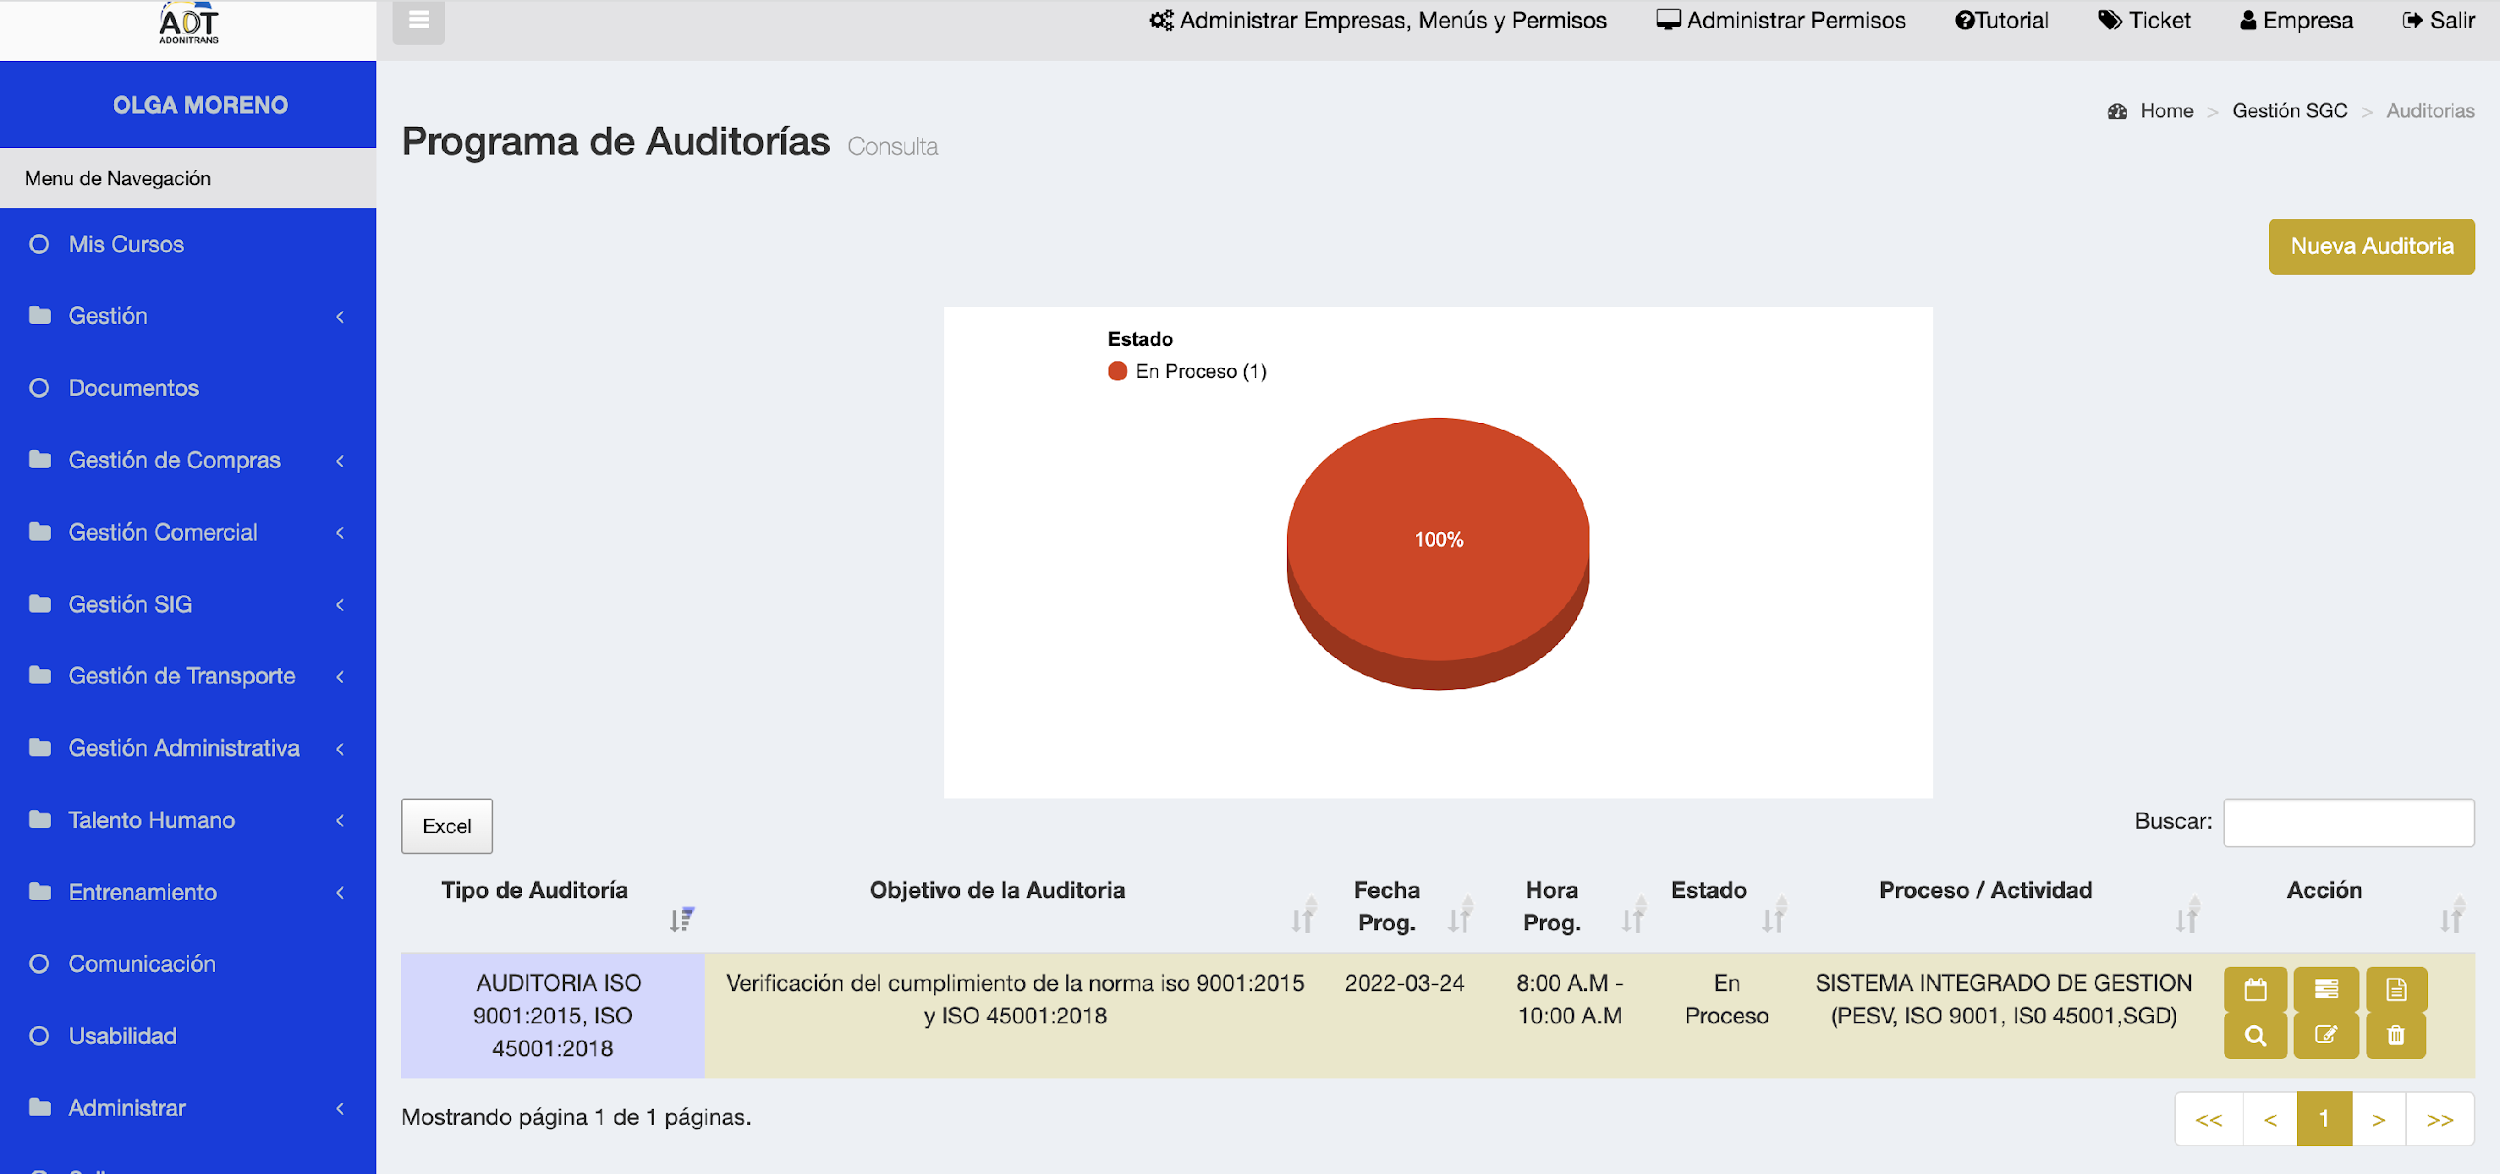 AOT
ADONITRANS
Administrar Empresas, Menús y Permisos
Administrar Permisos
Tutorial
Ticket
Empresa
Salir
OLGA MORENO
Menu de Navegación
Mis Cursos
Gestión
Documentos
Gestión de Compras
Gestión Comercial
Gestión SIG
Gestión de Transporte
Gestión Administrativa
Talento Humano
Entrenamiento
Comunicación
Usabilidad
Administrar
Home > Gestión SGC > Auditorias
Programa de Auditorías Consulta
Nueva Auditoria
Estado
En Proceso (1)
100%
Excel
Buscar:
Tipo de Auditoría
Objetivo de la Auditoria
Fecha
Prog.
Hora
Prog.
Estado
Proceso / Actividad
Acción
AUDITORIA ISO
9001:2015, ISO
45001:2018
Verificación del cumplimiento de la norma iso 9001:2015
y ISO 45001:2018
2022-03-24
8:00 A.M -
10:00 A.M
En
Proceso
SISTEMA INTEGRADO DE GESTION
(PESV, ISO 9001, IS0 45001,SGD)
Mostrando página 1 de 1 páginas.
<< < 1 > >>